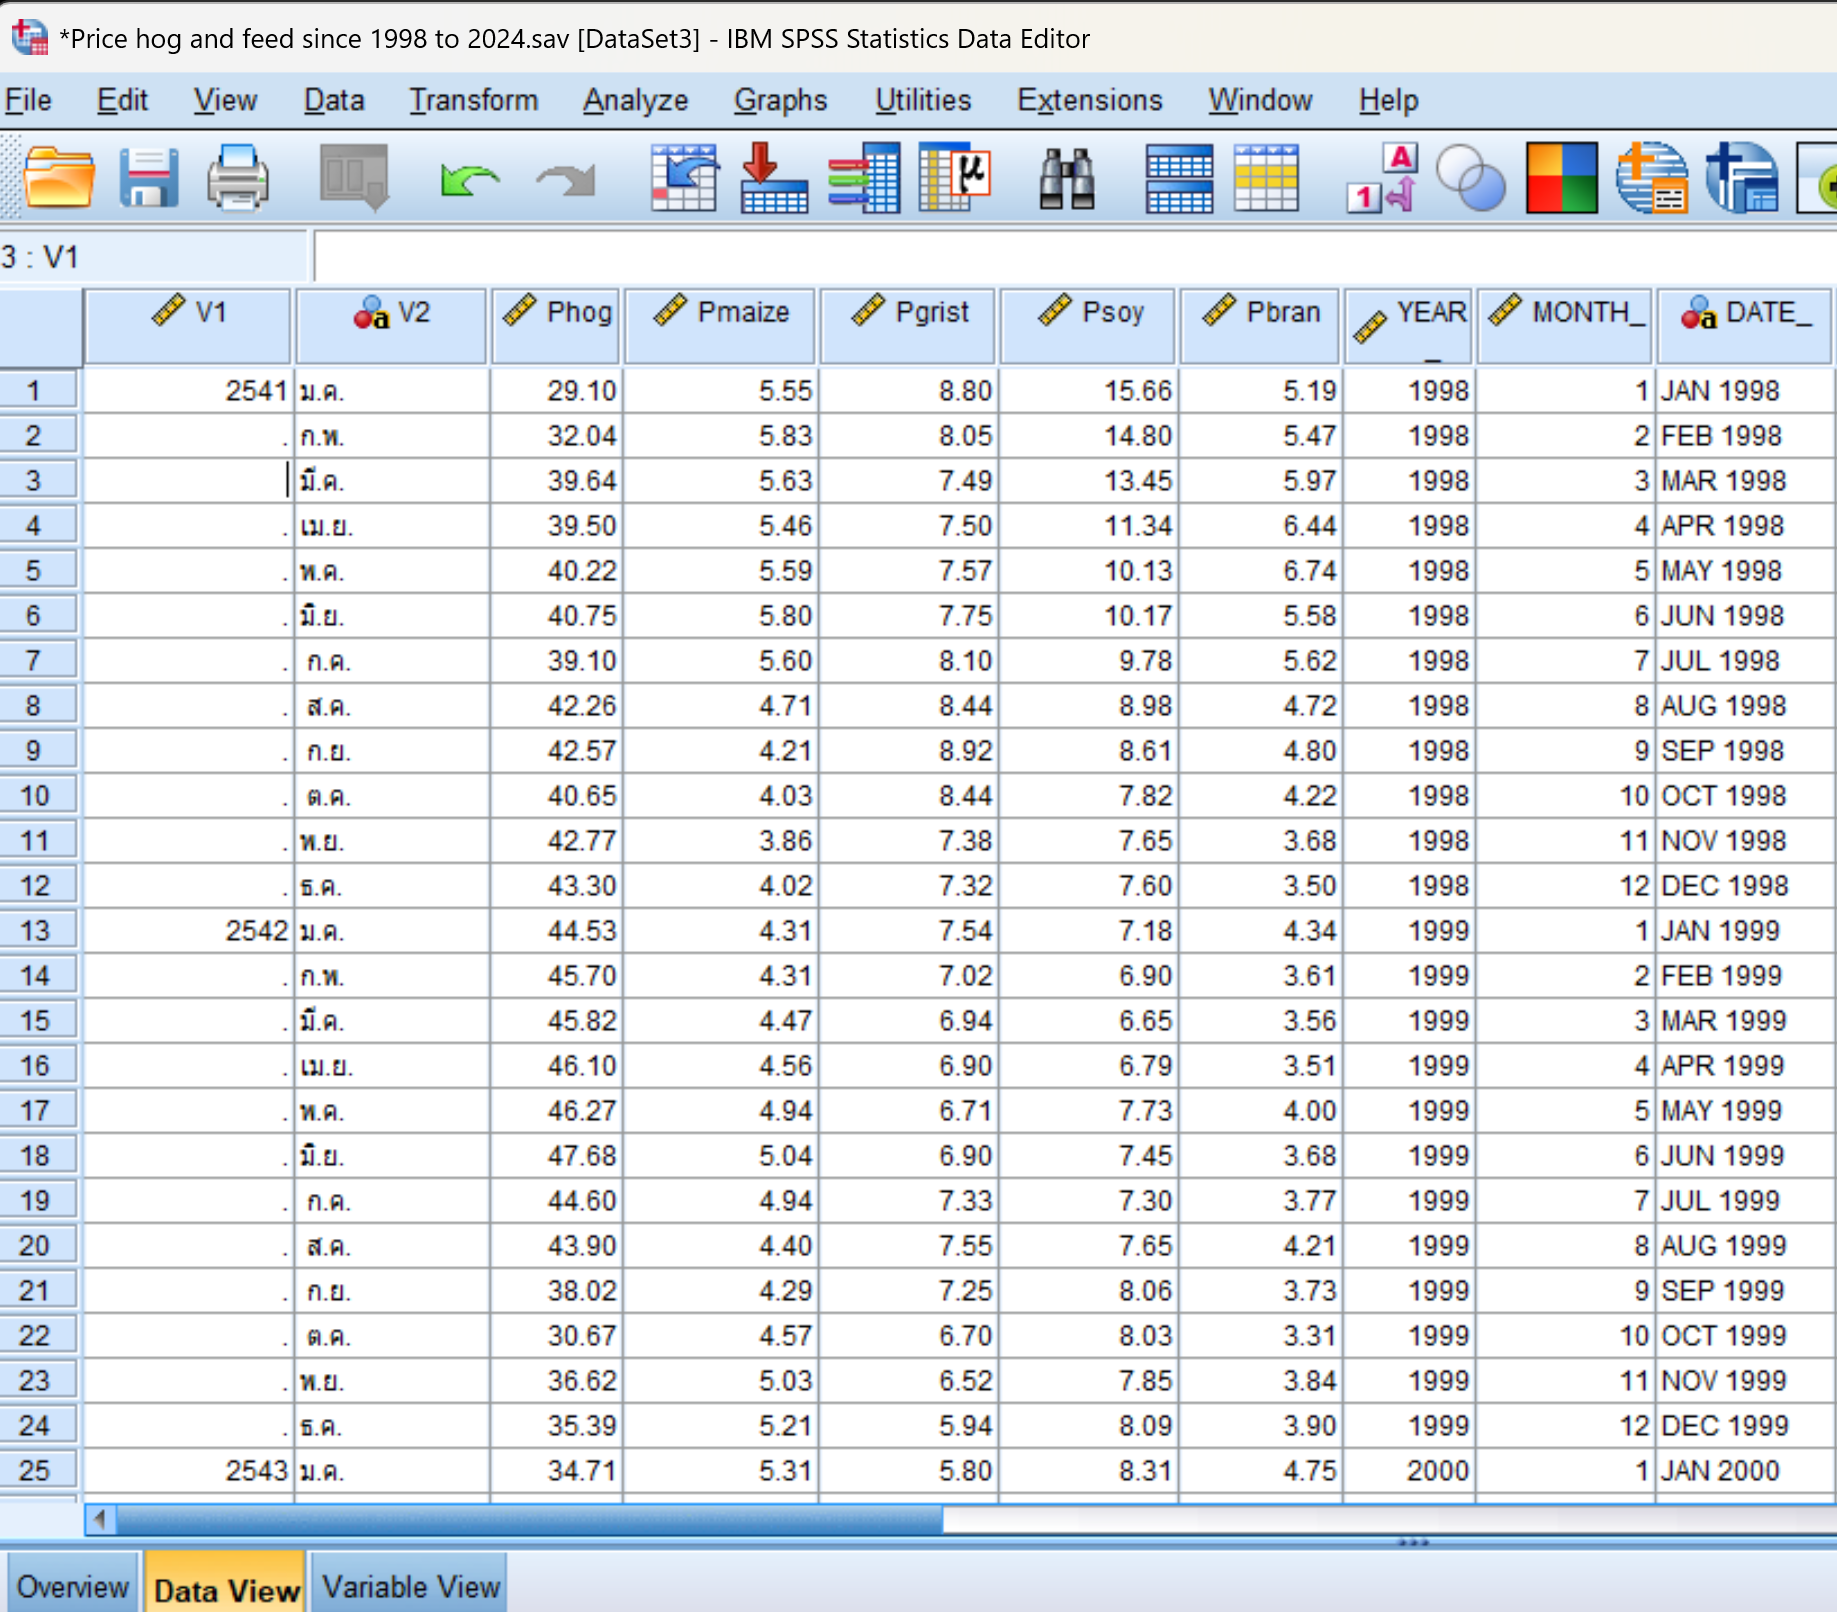 *Price hog and feed since 1998 to 2024.sav [DataSet3] - IBM SPSS Statistics Data Editor
File Edit View Data Transform Analyze Graphs Utilities Extensions Window Help
µ A 1
3 : V1
V1 a V2 Phog Pmaize Pgrist Psoy Pbran YEAR_ MONTH_ a DATE_
1 2541 ม.ค. 29.10 5.55 8.80 15.66 5.19 1998 1 JAN 1998
2 . ก.พ. 32.04 5.83 8.05 14.80 5.47 1998 2 FEB 1998
3 มี.ค. 39.64 5.63 7.49 13.45 5.97 1998 3 MAR 1998
4 . เม.ย. 39.50 5.46 7.50 11.34 6.44 1998 4 APR 1998
5 . พ.ค. 40.22 5.59 7.57 10.13 6.74 1998 5 MAY 1998
6 . มิ.ย. 40.75 5.80 7.75 10.17 5.58 1998 6 JUN 1998
7 . ก.ค. 39.10 5.60 8.10 9.78 5.62 1998 7 JUL 1998
8 . ส.ค. 42.26 4.71 8.44 8.98 4.72 1998 8 AUG 1998
9 . ก.ย. 42.57 4.21 8.92 8.61 4.80 1998 9 SEP 1998
10 . ต.ค. 40.65 4.03 8.44 7.82 4.22 1998 10 OCT 1998
11 . พ.ย. 42.77 3.86 7.38 7.65 3.68 1998 11 NOV 1998
12 . ธ.ค. 43.30 4.02 7.32 7.60 3.50 1998 12 DEC 1998
13 2542 ม.ค. 44.53 4.31 7.54 7.18 4.34 1999 1 JAN 1999
14 . ก.พ. 45.70 4.31 7.02 6.90 3.61 1999 2 FEB 1999
15 . มี.ค. 45.82 4.47 6.94 6.65 3.56 1999 3 MAR 1999
16 . เม.ย. 46.10 4.56 6.90 6.79 3.51 1999 4 APR 1999
17 . พ.ค. 46.27 4.94 6.71 7.73 4.00 1999 5 MAY 1999
18 . มิ.ย. 47.68 5.04 6.90 7.45 3.68 1999 6 JUN 1999
19 . ก.ค. 44.60 4.94 7.33 7.30 3.77 1999 7 JUL 1999
20 . ส.ค. 43.90 4.40 7.55 7.65 4.21 1999 8 AUG 1999
21 . ก.ย. 38.02 4.29 7.25 8.06 3.73 1999 9 SEP 1999
22 . ต.ค. 30.67 4.57 6.70 8.03 3.31 1999 10 OCT 1999
23 . พ.ย. 36.62 5.03 6.52 7.85 3.84 1999 11 NOV 1999
24 . ธ.ค. 35.39 5.21 5.94 8.09 3.90 1999 12 DEC 1999
25 2543 ม.ค. 34.71 5.31 5.80 8.31 4.75 2000 1 JAN 2000
Overview Data View Variable View